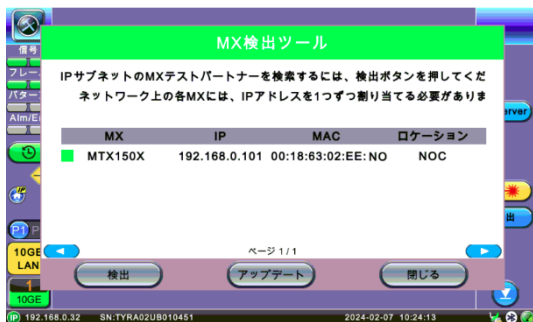 MX検出ツール
信号
IPサブネットのMXテストパートナーを検索するには、検出ボタンを押してくだ
フレー
ネットワーク上の各MXには、IPアドレスを1つずつ割り当てる必要がありま
パター
Alm/E
erver
MX IP MAC ロケーション
MTX150X 192.168.0.101 00:18:63:02:EE:NO NOC
P1 P
出
ページ 1/1
10GE
LAN
検出 アップデート 閉じる
1
10GE
IP 192.168.0.32 SN:TYRA02UB010451 2024-02-07 10:24:13